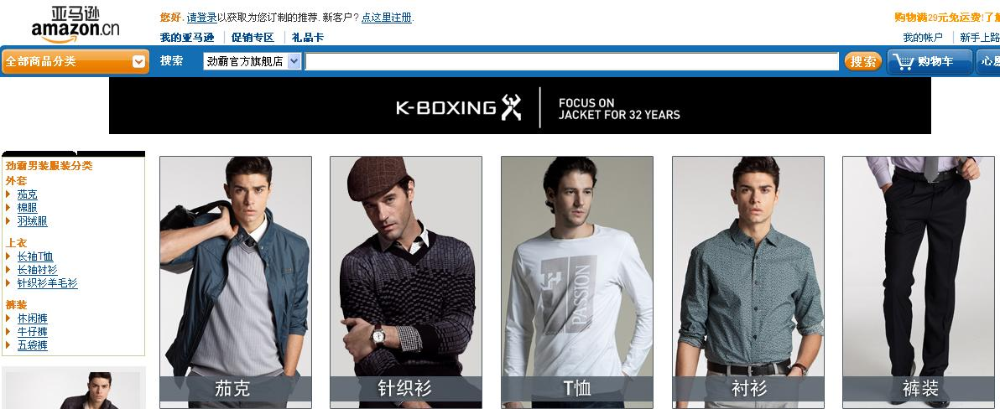 亚马逊
amazon.cn
您好. 请登录以获取为您订制的推荐. 新客户? 点这里注册.
购物满29元免运费!了解
我的亚马逊 促销专区 礼品卡
我的帐户 新手上路
全部商品分类
搜索 劲霸官方旗舰店 搜索 购物车 心愿
K-BOXING
FOCUS ON
JACKET FOR 32 YEARS
劲霸男装服装分类
外套
茄克
棉服
羽绒服
上衣
长袖T恤
长袖衬衫
针织衫羊毛衫
裤装
休闲裤
牛仔裤
五袋裤
PASSION
茄克
针织衫
T恤
衬衫
裤装